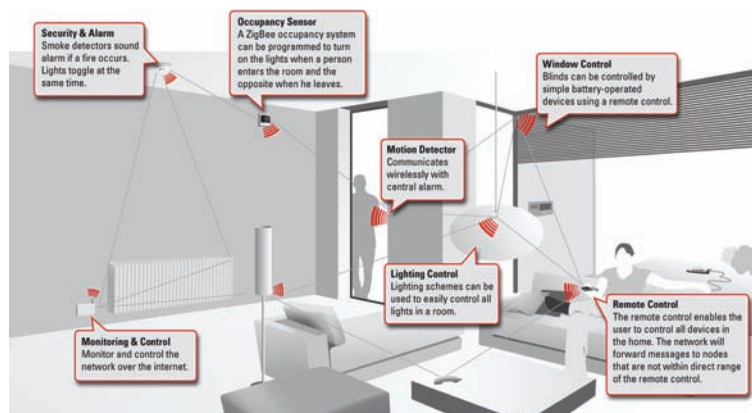 Security & Alarm
Smoke detectors sound
alarm if a fire occurs.
Lights toggle at the
same time.
Occupancy Sensor
A ZigBee occupancy system
can be programmed to turn
on the lights when a person
enters the room and the
opposite when he leaves.
Window Control
Blinds can be controlled by
simple battery-operated
devices using a remote control.
Motion Detector
Communicates
wirelessly with
central alarm.
Lighting Control
Lighting schemes can be
used to easily control all
lights in a room.
Remote Control
The remote control enables the
user to control all devices in
the home. The network will
forward messages to nodes
that are not within direct range
of the remote control.
Monitoring & Control
Monitor and control the
network over the internet.